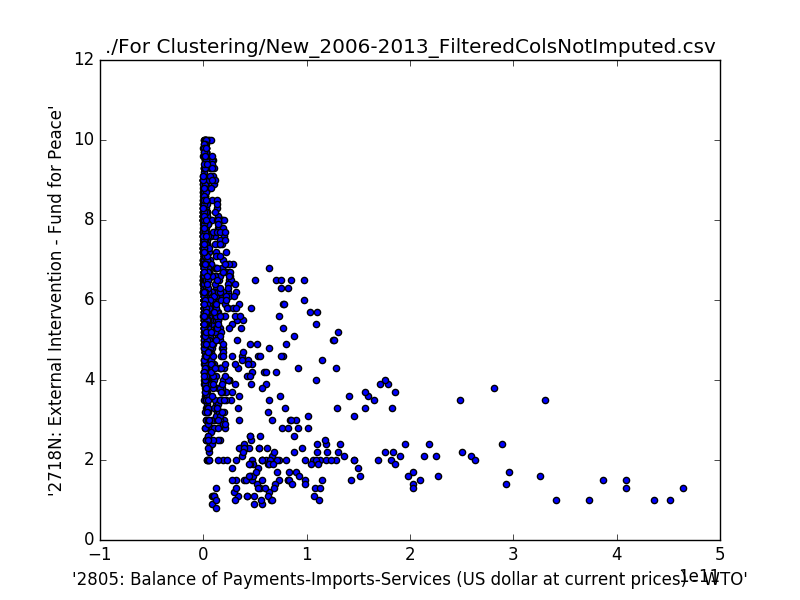 ./For Clustering/New_2006-2013_FilteredColsNotImputed.csv
12
10
8
6
4
2
0
'2718N: External Intervention - Fund for Peace'
−1 0 1 2 3 4 5
1e11
'2805: Balance of Payments-Imports-Services (US dollar at current prices) - WTO'